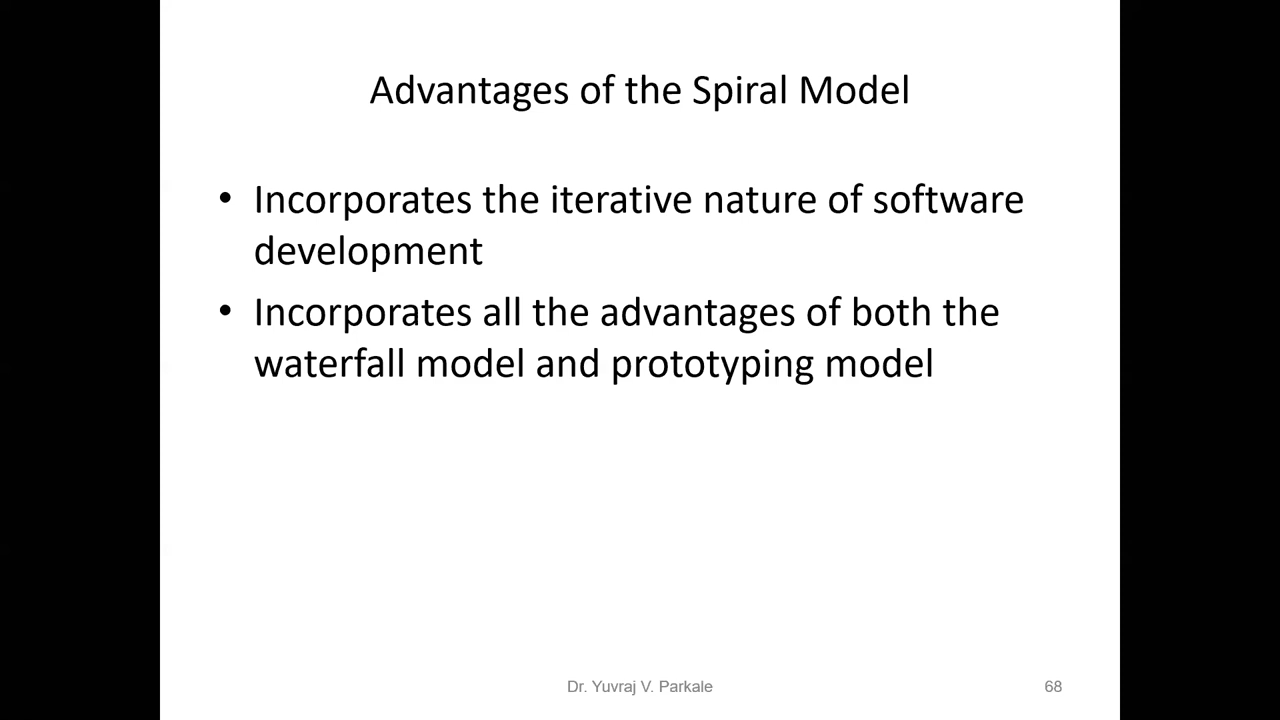 Advantages of the Spiral Model
• Incorporates the iterative nature of software
development
• Incorporates all the advantages of both the
waterfall model and prototyping model
Dr. Yuvraj V. Parkale
68